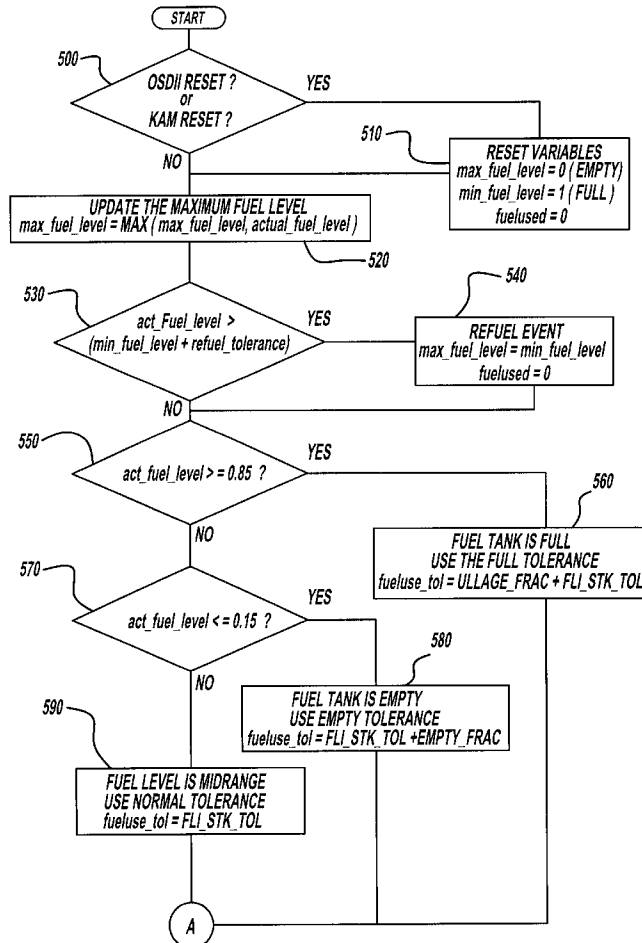 START
500
OSDII RESET ?
or
KAM RESET ?
YES
NO
510
RESET VARIABLES
max_fuel_level = 0 ( EMPTY)
min_fuel_level = 1 ( FULL )
fuelused = 0
UPDATE THE MAXIMUM FUEL LEVEL
max_fuel_level = MAX ( max_fuel_level, actual_fuel_level )
520
530
act_Fuel_level >
(min_fuel_level + refuel_tolerance)
YES
NO
540
REFUEL EVENT
max_fuel_level = min_fuel_level
fuelused = 0
550
act_fuel_level > = 0.85 ?
YES
NO
560
FUEL TANK IS FULL
USE THE FULL TOLERANCE
fueluse_tol = ULLAGE_FRAC + FLI_STK_TOL
570
act_fuel_level < = 0.15 ?
YES
NO
580
FUEL TANK IS EMPTY
USE EMPTY TOLERANCE
fueluse_tol = FLI_STK_TOL +EMPTY_FRAC
590
FUEL LEVEL IS MIDRANGE
USE NORMAL TOLERANCE
fueluse_tol = FLI_STK_TOL
A